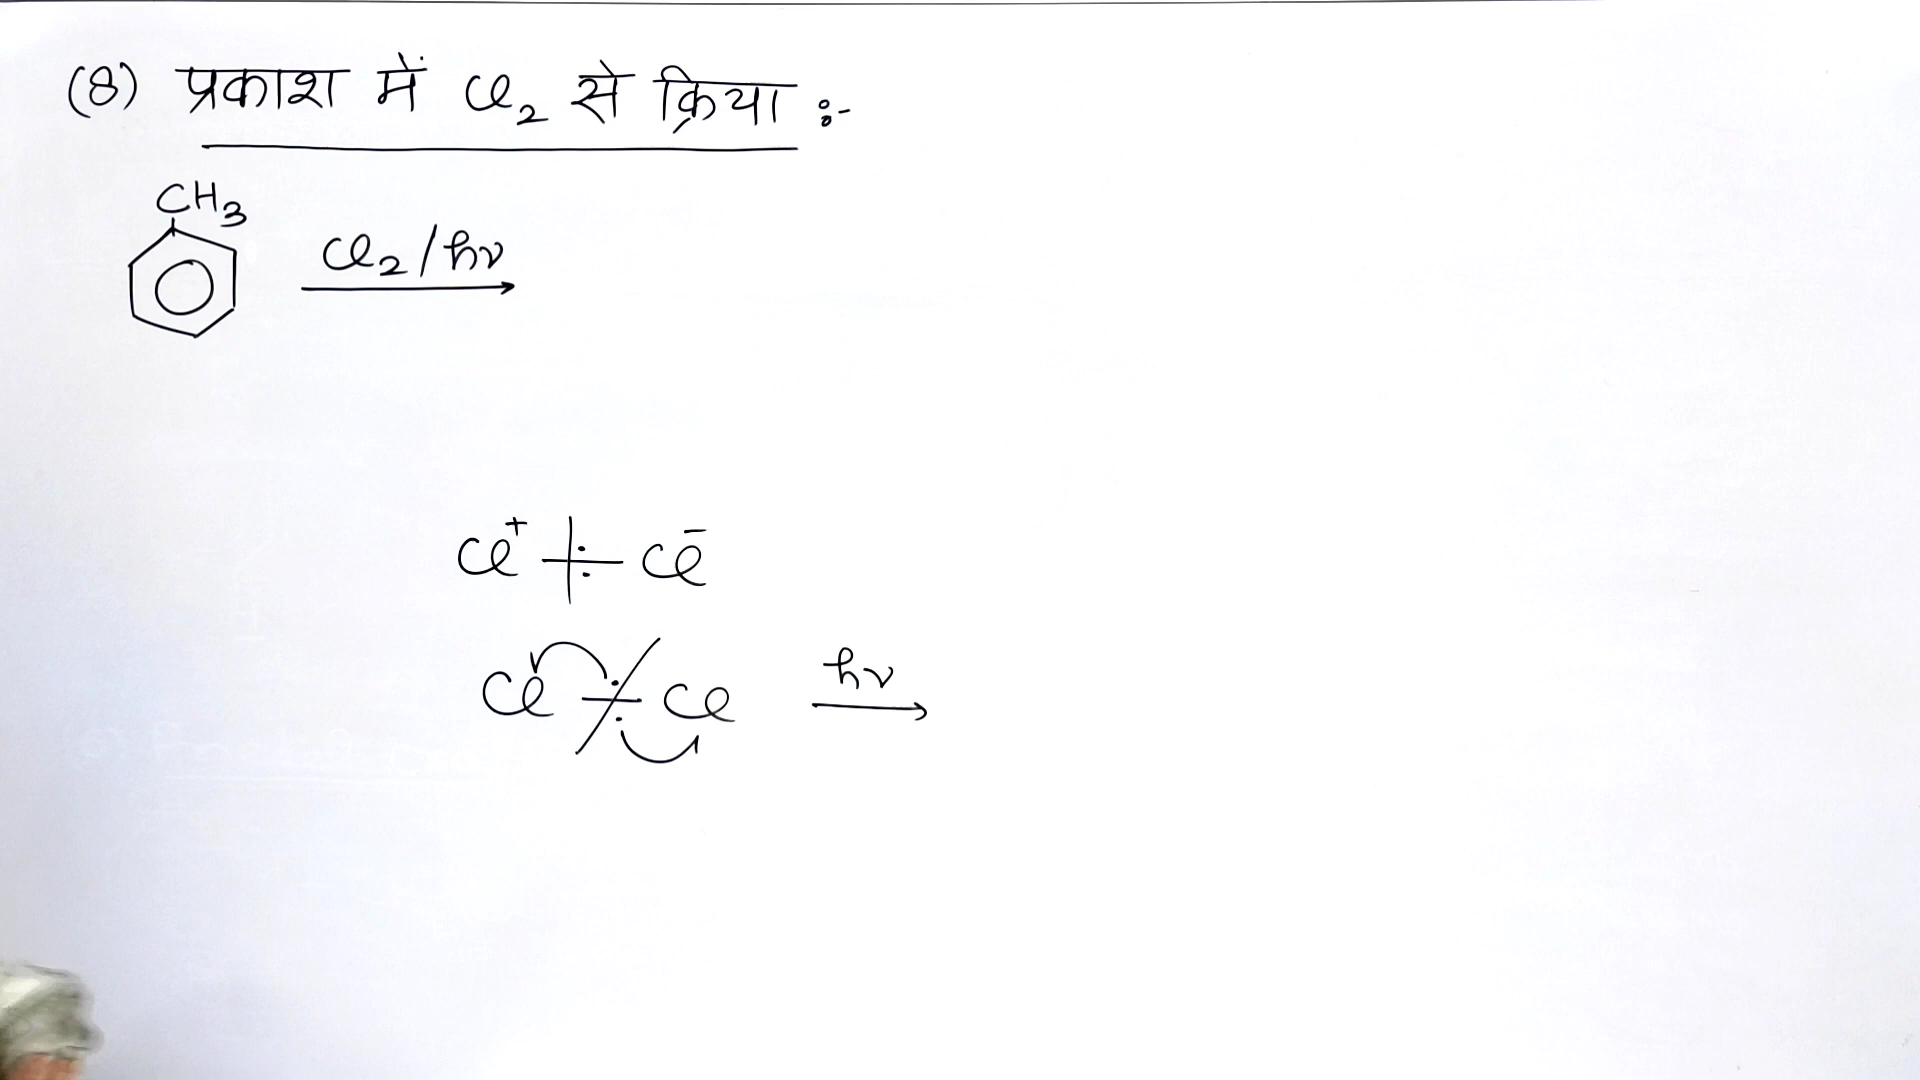 (8) प्रकाश में Cl₂ से क्रिया :-
CH₃
Cl₂/hν
Cl⁺ Cl⁻
Cl Cl hν